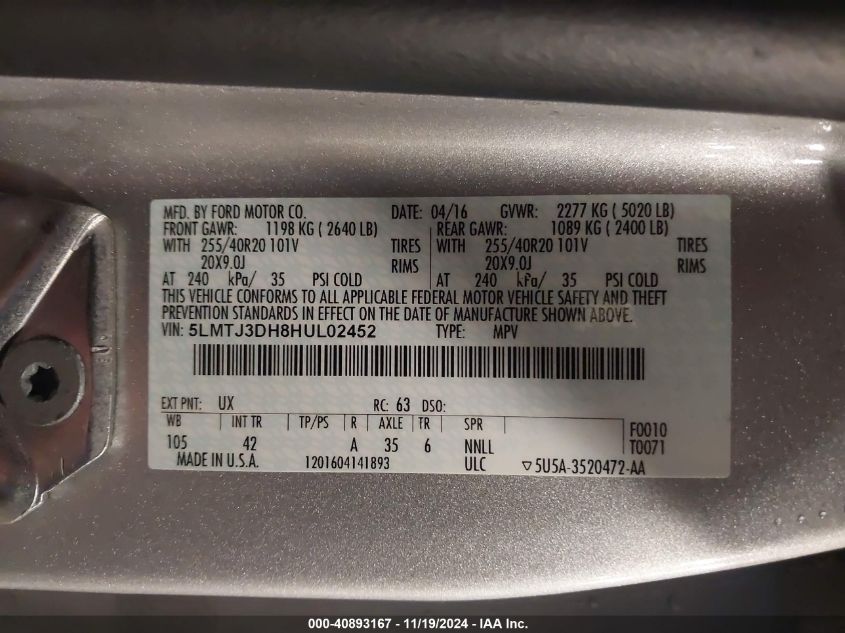 MFD. BY FORD MOTOR CO. DATE: 04/16 GVWR: 2277 KG ( 5020 LB)
FRONT GAWR: 1198 KG ( 2640 LB) REAR GAWR: 1089 KG ( 2400 LB)
WITH 255/40R20 101V TIRES WITH 255/40R20 101V TIRES
20X9.0J RIMS 20X9.0J RIMS
AT 240 kPa/ 35 PSI COLD AT 240 kPa/ 35 PSI COLD
THIS VEHICLE CONFORMS TO ALL APPLICABLE FEDERAL MOTOR VEHICLE SAFETY AND THEFT
PREVENTION STANDARDS IN EFFECT ON THE DATE OF MANUFACTURE SHOWN ABOVE.
VIN: 5LMTJ3DH8HUL02452 TYPE: MPV
EXT PNT: UX RC: 63 DSO:
WB INT TR TP/PS R AXLE TR SPR F0010
105 42 A 35 6 NNLL T0071
MADE IN U.S.A. 1201604141893 ULC ▽5U5A-3520472-AA
000-40893167 - 11/19/2024 - IAA Inc.